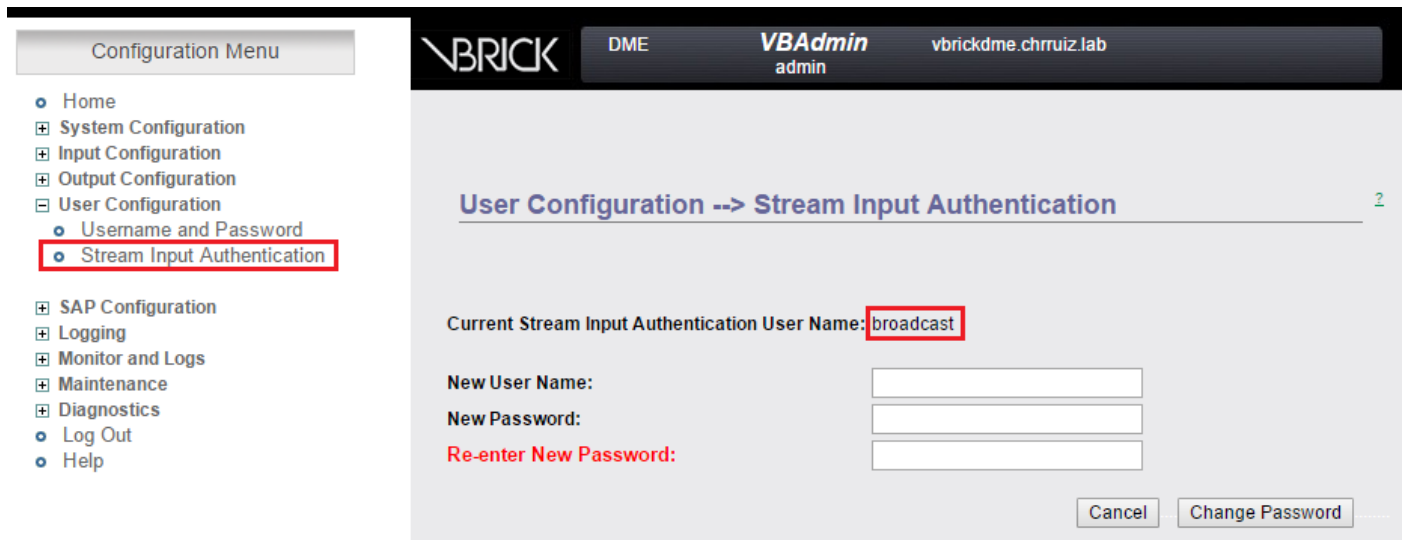 Configuration Menu
Home
System Configuration
Input Configuration
Output Configuration
User Configuration
Username and Password
Stream Input Authentication
SAP Configuration
Logging
Monitor and Logs
Maintenance
Diagnostics
Log Out
Help
VBRICK DME VBAdmin vbrickdme.chrruiz.lab
admin
User Configuration --> Stream Input Authentication ?
Current Stream Input Authentication User Name: broadcast
New User Name:
New Password:
Re-enter New Password:
Cancel Change Password